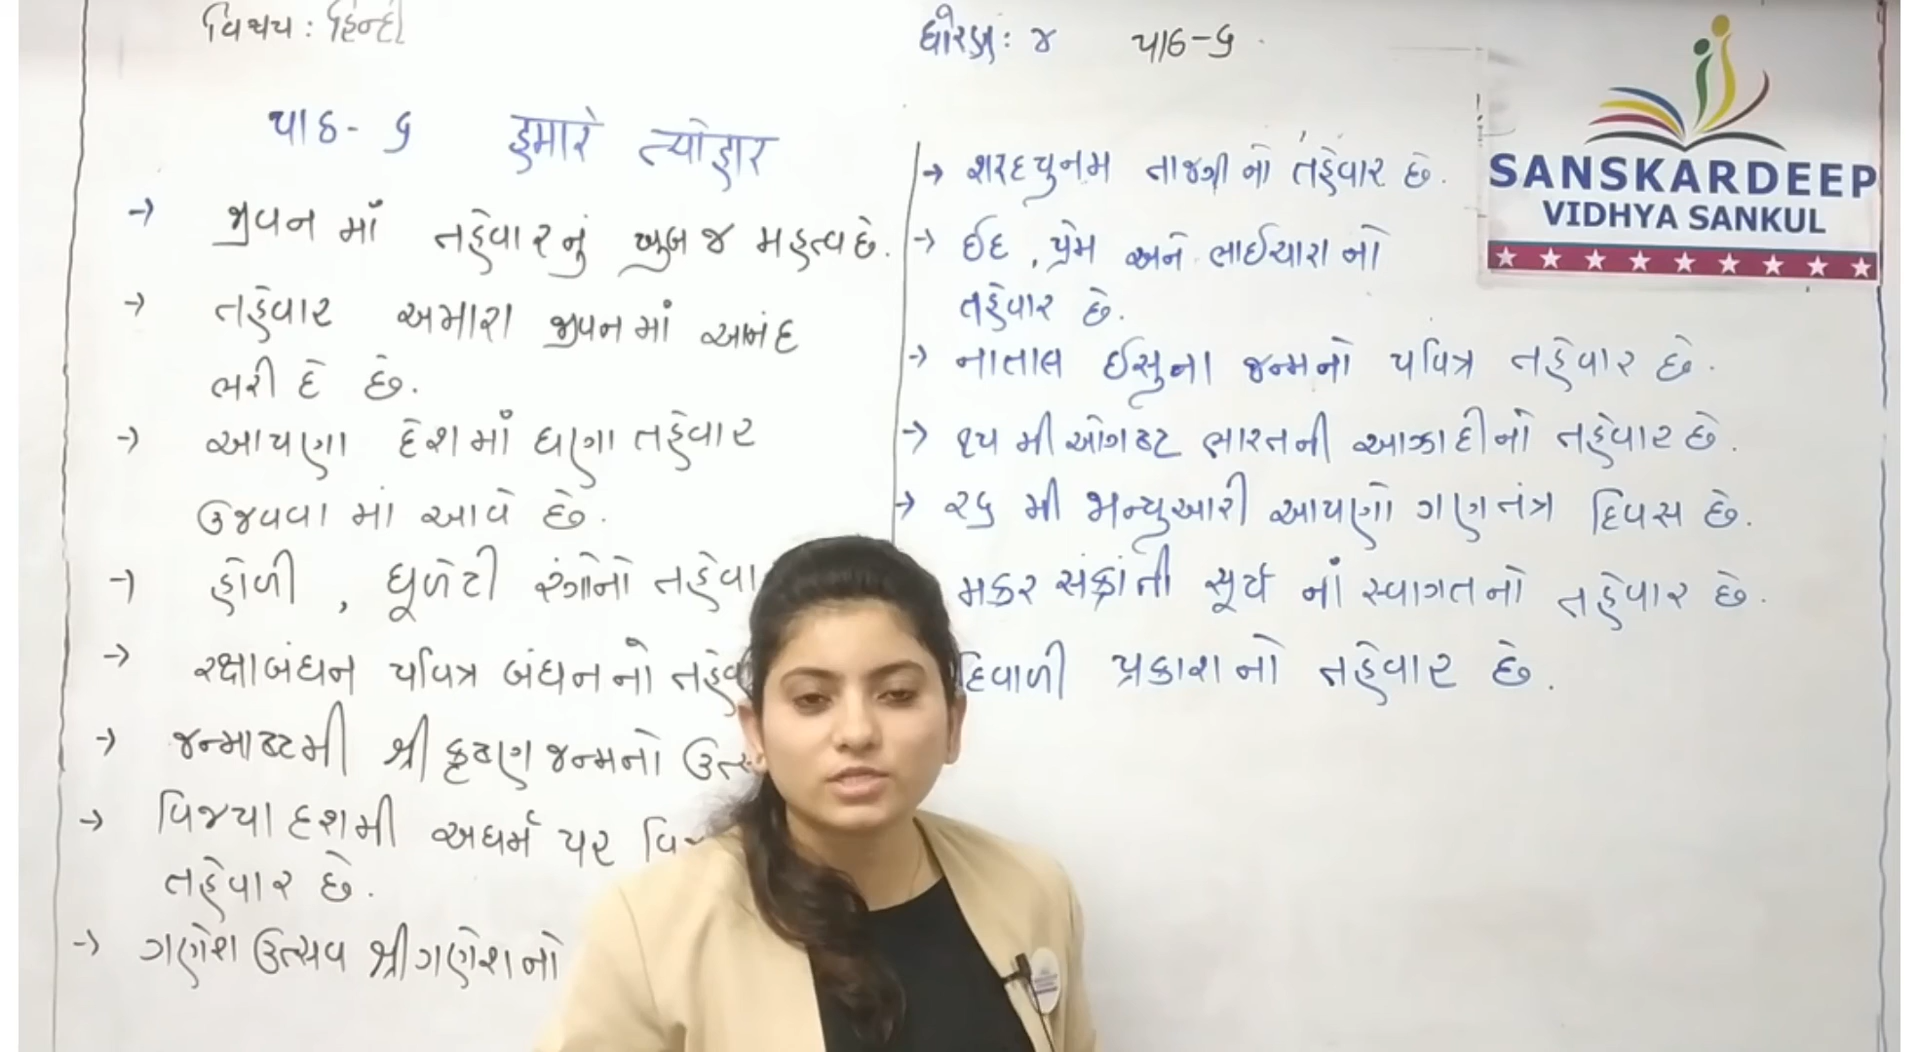 વિષય : हिन्दी
ધોરણ : ૪ પાઠ-૬
પાઠ - ૬ हमारे त्योहार
→ જીવન માઁ તહેવારનું ખુબ જ મહત્વ છે.
→ તહેવાર અમારા જીવનમાં આનંદ
ભરી દે છે.
→ આપણા દેશમાઁ ઘણા તહેવાર
ઉજવવા માં આવે છે.
→ હોળી , ધૂળેટી રંગોનો તહેવા
→ રક્ષાબંધન પવિત્ર બંધનનો તહેવ
→ જન્માષ્ટમી શ્રી કૃષ્ણ જન્મનો ઉત્સ
→ વિજયા દશમી અધર્મ પર વિજ
તહેવાર છે.
→ ગણેશ ઉત્સવ શ્રી ગણેશનો
→ શરદપુનમ તાજગી નો તહેવાર છે.
→ ઈદ , પ્રેમ અને ભાઈચારા નો
તહેવાર છે.
→ નાતાલ ઈસુના જન્મનો પવિત્ર તહેવાર છે.
→ ૧૫ મી ઓગષ્ટ ભારતની આઝાદીનો તહેવાર છે.
→ ૨૬ મી જાન્યુઆરી આપણો ગણતંત્ર દિવસ છે.
મકર સંક્રાંતી સૂર્ય નાઁ સ્વાગતનો તહેવાર છે.
દિવાળી પ્રકાશનો તહેવાર છે.
SANSKARDEEP
VIDHYA SANKUL